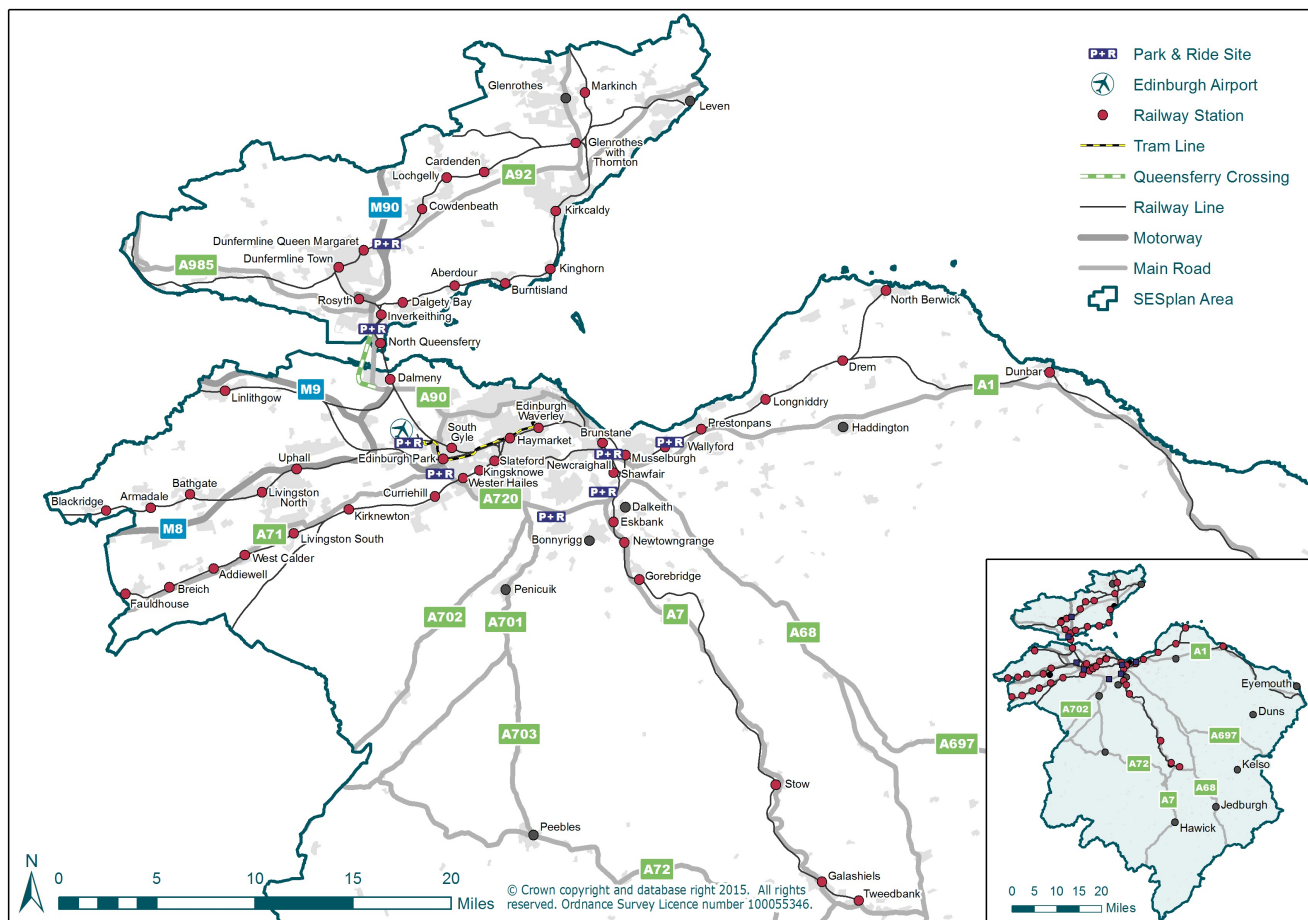 P+R Park & Ride Site
Edinburgh Airport
Railway Station
Tram Line
Queensferry Crossing
Railway Line
Motorway
Main Road
SESplan Area
Glenrothes
Markinch
Leven
Glenrothes
with
Thornton
Cardenden
Lochgelly
A92
M90
Cowdenbeath
Kirkcaldy
Dunfermline Queen Margaret
P+R
Dunfermline Town
A985
Aberdour
Kinghorn
Burntisland
Rosyth
Dalgety Bay
Inverkeithing
P+R
North Queensferry
North Berwick
Drem
Dunbar
A1
Longniddry
Haddington
Prestonpans
Dalmeny
M9
Linlithgow
A90
Edinburgh
Waverley
South
Gyle
Haymarket
Brunstane
P+R
P+R
Wallyford
Musselburgh
P+R
Newcraighall
Shawfair
Edinburgh Park
P+R
Slateford
Kingsknowe
Wester Hailes
Uphall
Curriehill
A720
P+R
Dalkeith
P+R
Eskbank
Bonnyrigg
Newtongrange
Gorebridge
Blackridge
Armadale
Bathgate
Livingston
North
Kirknewton
M8
A71
Livingston South
West Calder
Addiewell
Breich
Fauldhouse
Penicuik
A702
A701
A7
A68
A703
A697
Stow
Peebles
A72
Galashiels
Tweedbank
N
0 5 10 15 20
Miles
© Crown copyright and database right 2015. All rights
reserved. Ordnance Survey Licence number 100055346.
A1
Eyemouth
A702
Duns
A697
A72
Kelso
A68
A7
Jedburgh
Hawick
0 5 10 15 20
Miles